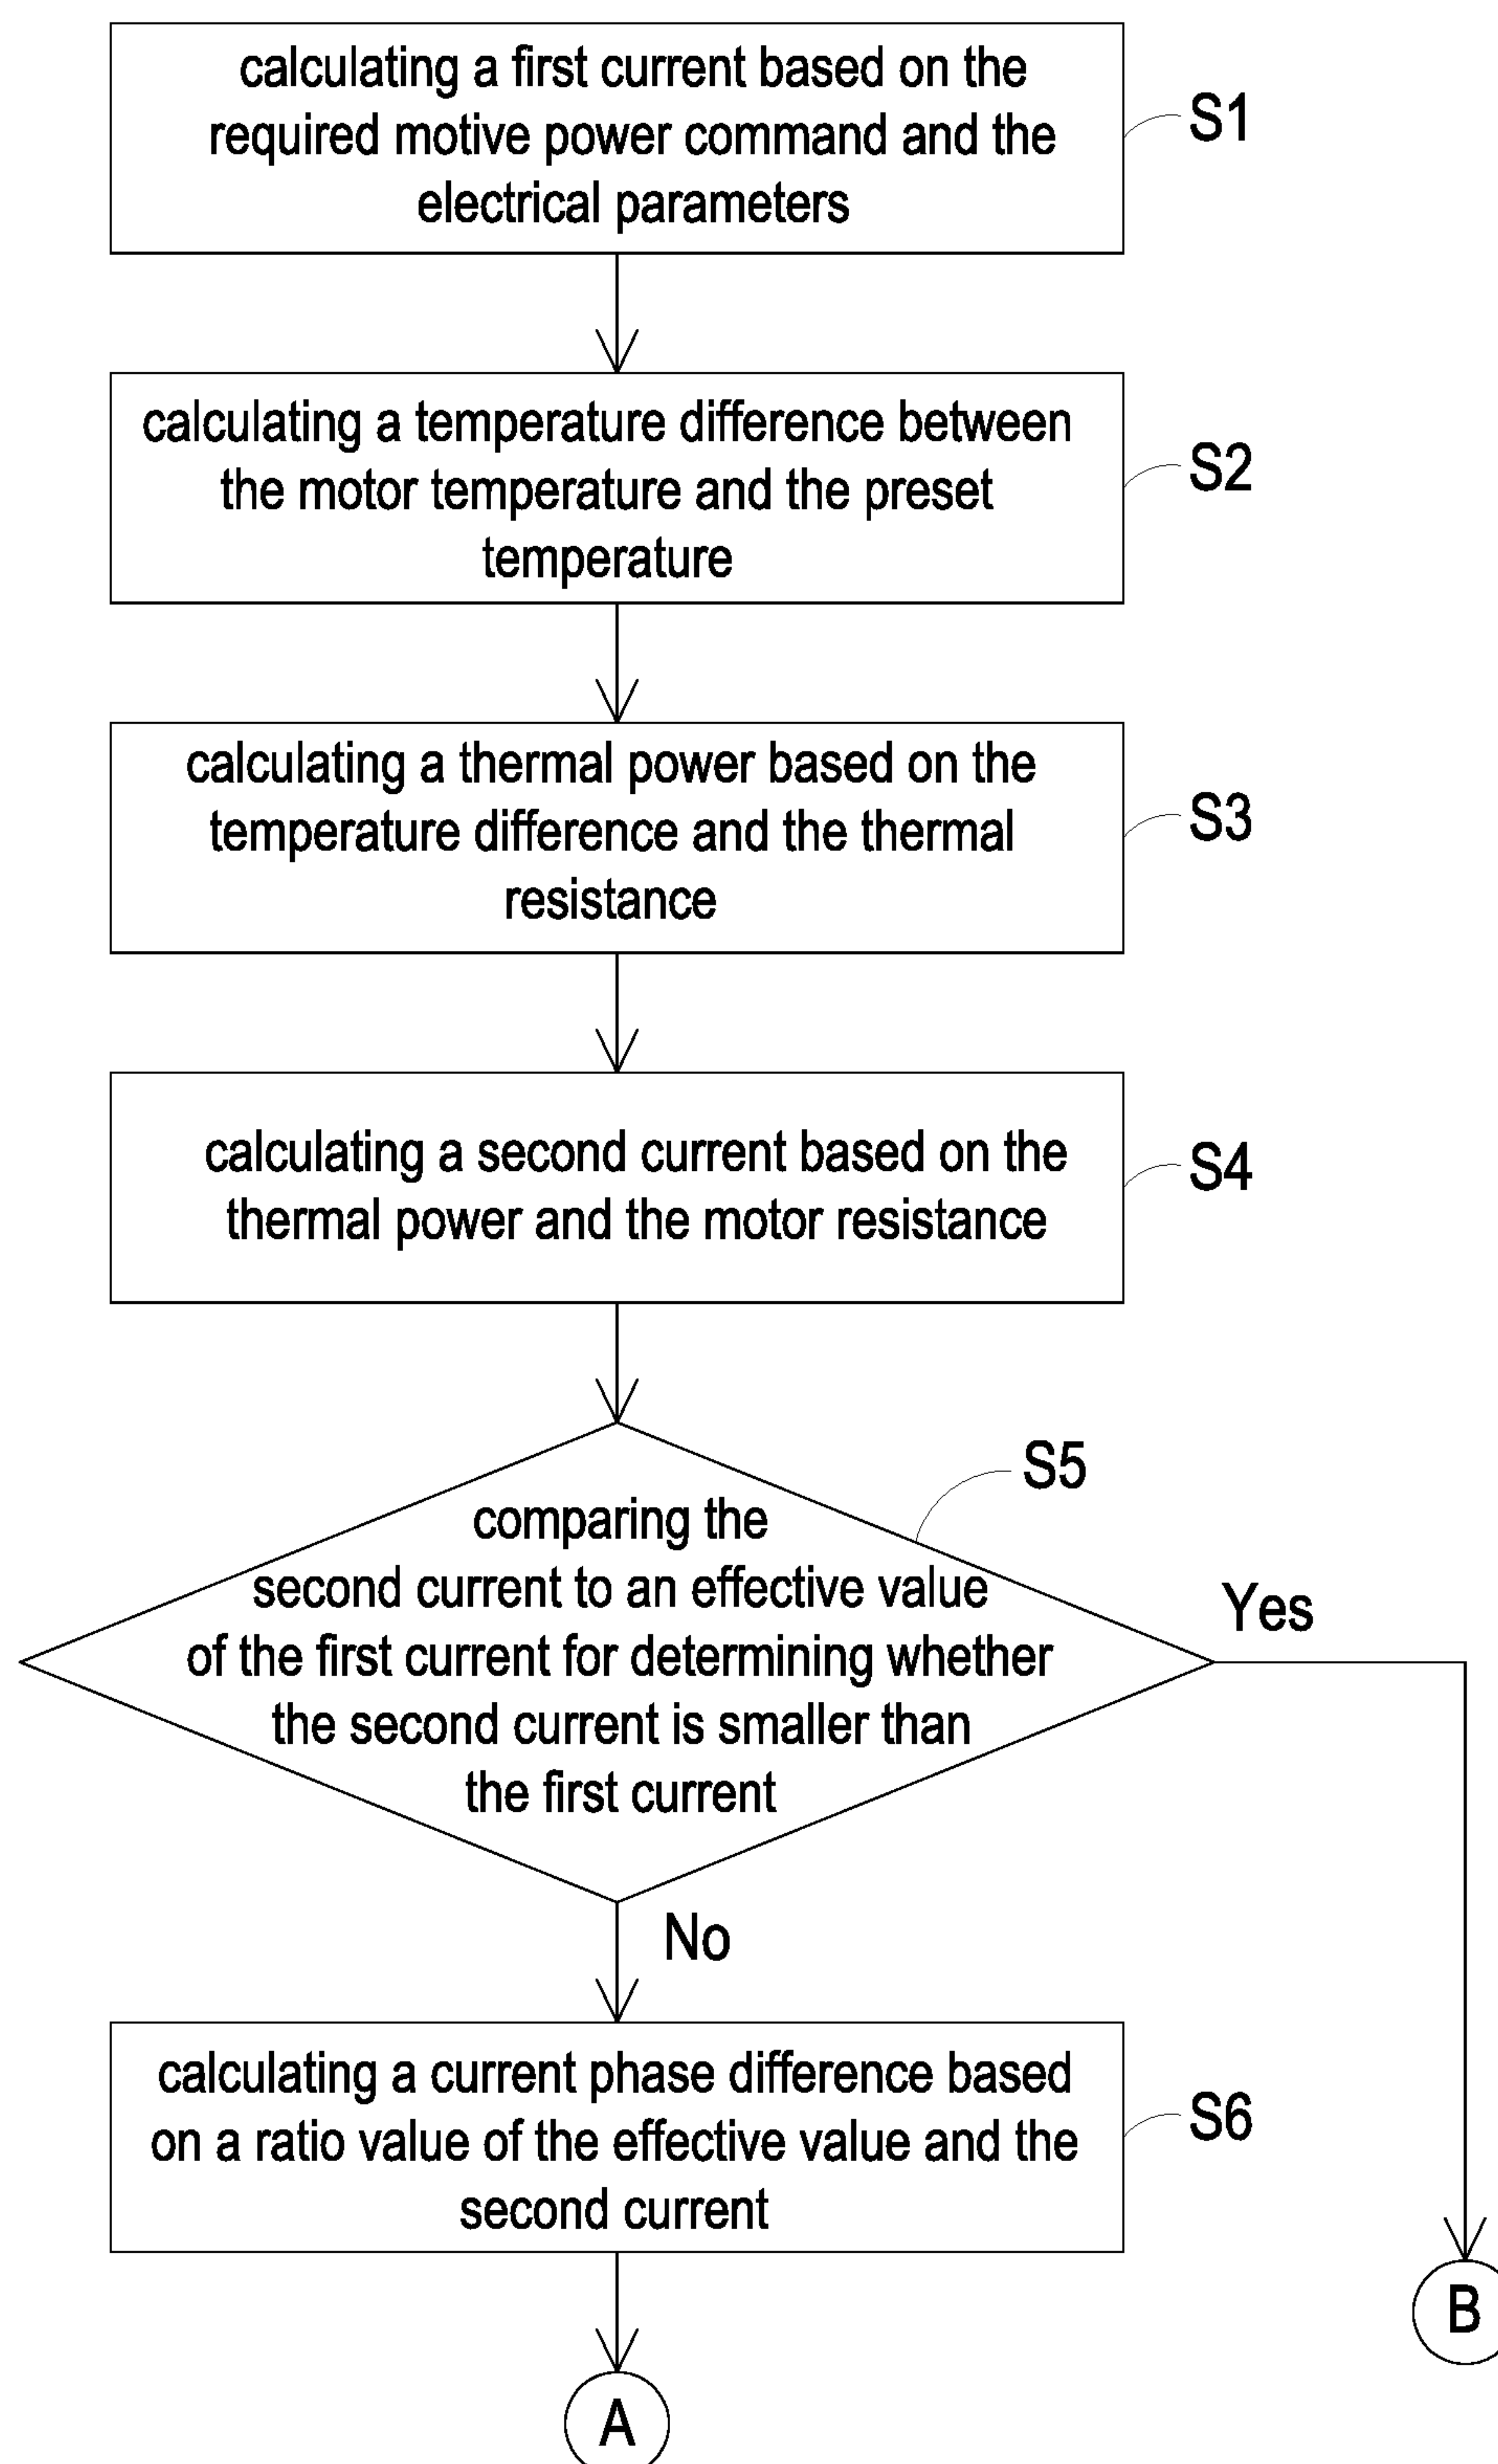 calculating a first current based on the
required motive power command and the
electrical parameters
S1
calculating a temperature difference between
the motor temperature and the preset
temperature
S2
calculating a thermal power based on the
temperature difference and the thermal
resistance
S3
calculating a second current based on the
thermal power and the motor resistance
S4
S5
comparing the
second current to an effective value
of the first current for determining whether
the second current is smaller than
the first current
Yes
No
calculating a current phase difference based
on a ratio value of the effective value and the
second current
S6
B
A